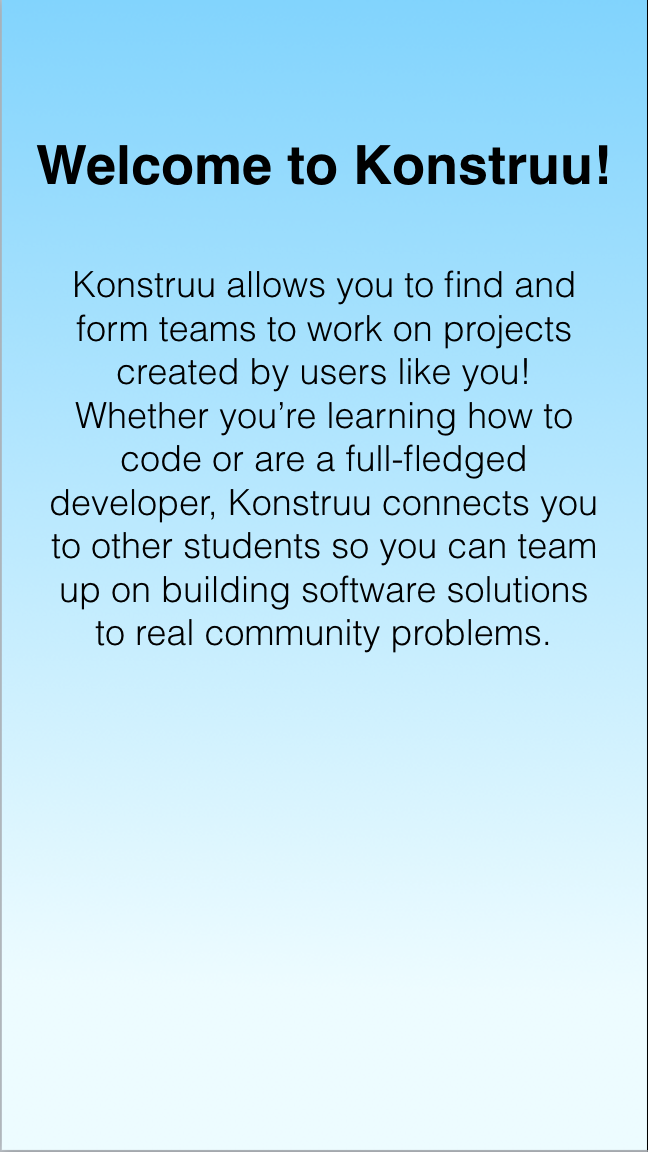 Welcome to Konstruu!
Konstruu allows you to find and
form teams to work on projects
created by users like you!
Whether you’re learning how to
code or are a full-fledged
developer, Konstruu connects you
to other students so you can team
up on building software solutions
to real community problems.